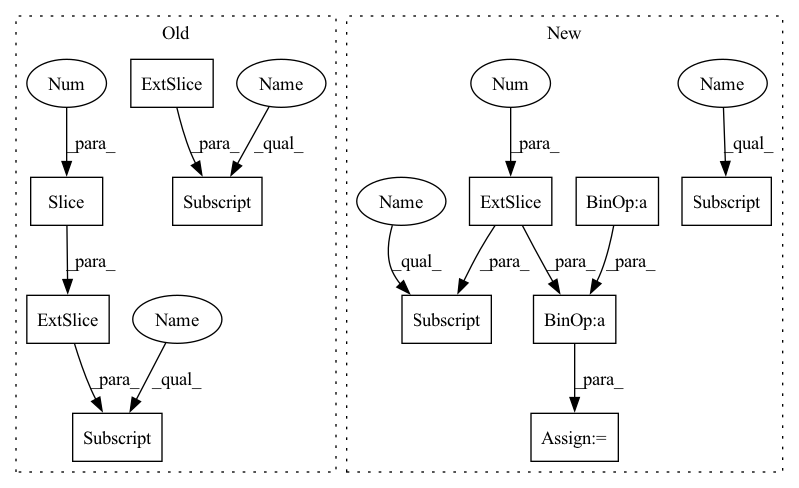 Old
New
Num
ExtSlice
Name
Num
Name
_para_
_para_
_qual_
_para_
_qual_
Slice
Subscript
Name
ExtSlice
BinOp:a
Subscript
_para_
_qual_
_para_
_para_
_para_
ExtSlice
Name
Subscript
BinOp:a
_para_
_qual_
_para_
Subscript
Assign:=